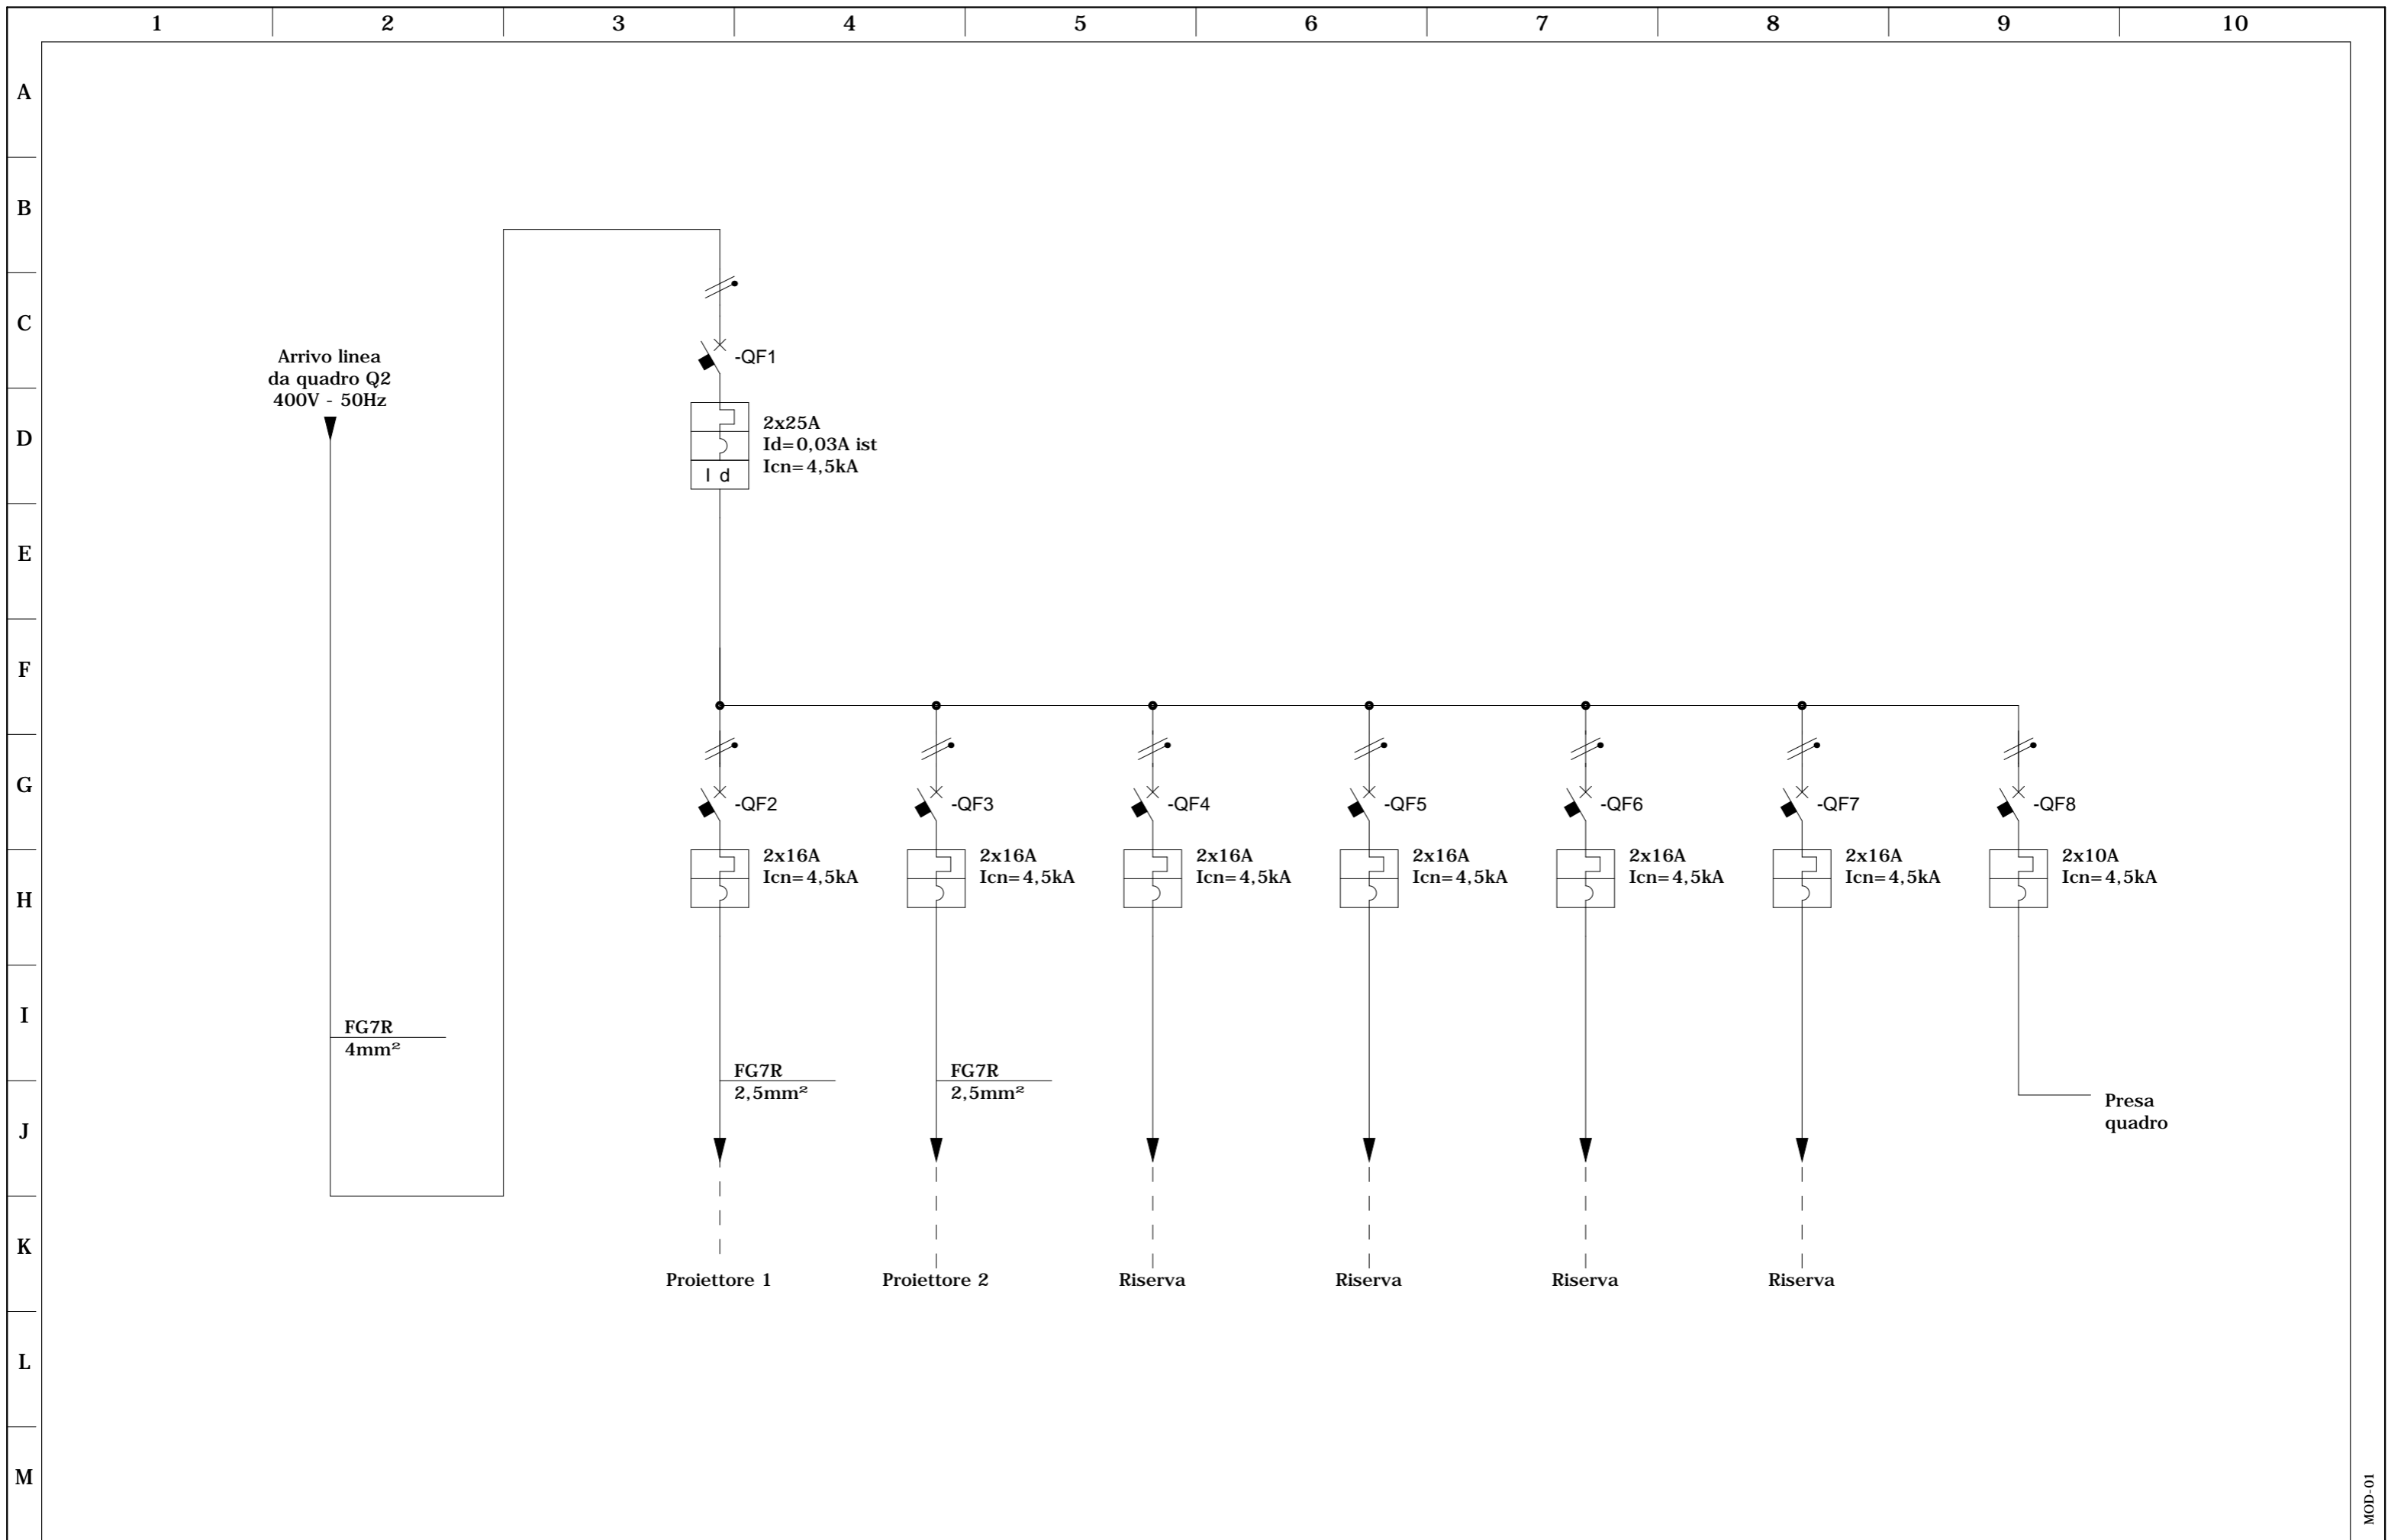 1 2 3 4 5 6 7 8 9 10
A
B
C
D
E
F
G
H
I
J
K
L
M
Arrivo linea
da quadro Q2
400V - 50Hz
-QF1
2x25A
Id=0,03A ist
Icn=4,5kA
I d
-QF2
2x16A
Icn=4,5kA
-QF3
2x16A
Icn=4,5kA
-QF4
2x16A
Icn=4,5kA
-QF5
2x16A
Icn=4,5kA
-QF6
2x16A
Icn=4,5kA
-QF7
2x16A
Icn=4,5kA
-QF8
2x10A
Icn=4,5kA
FG7R
4mm²
FG7R
2,5mm²
FG7R
2,5mm²
Presa
quadro
Proiettore 1
Proiettore 2
Riserva
Riserva
Riserva
Riserva
MOD-01